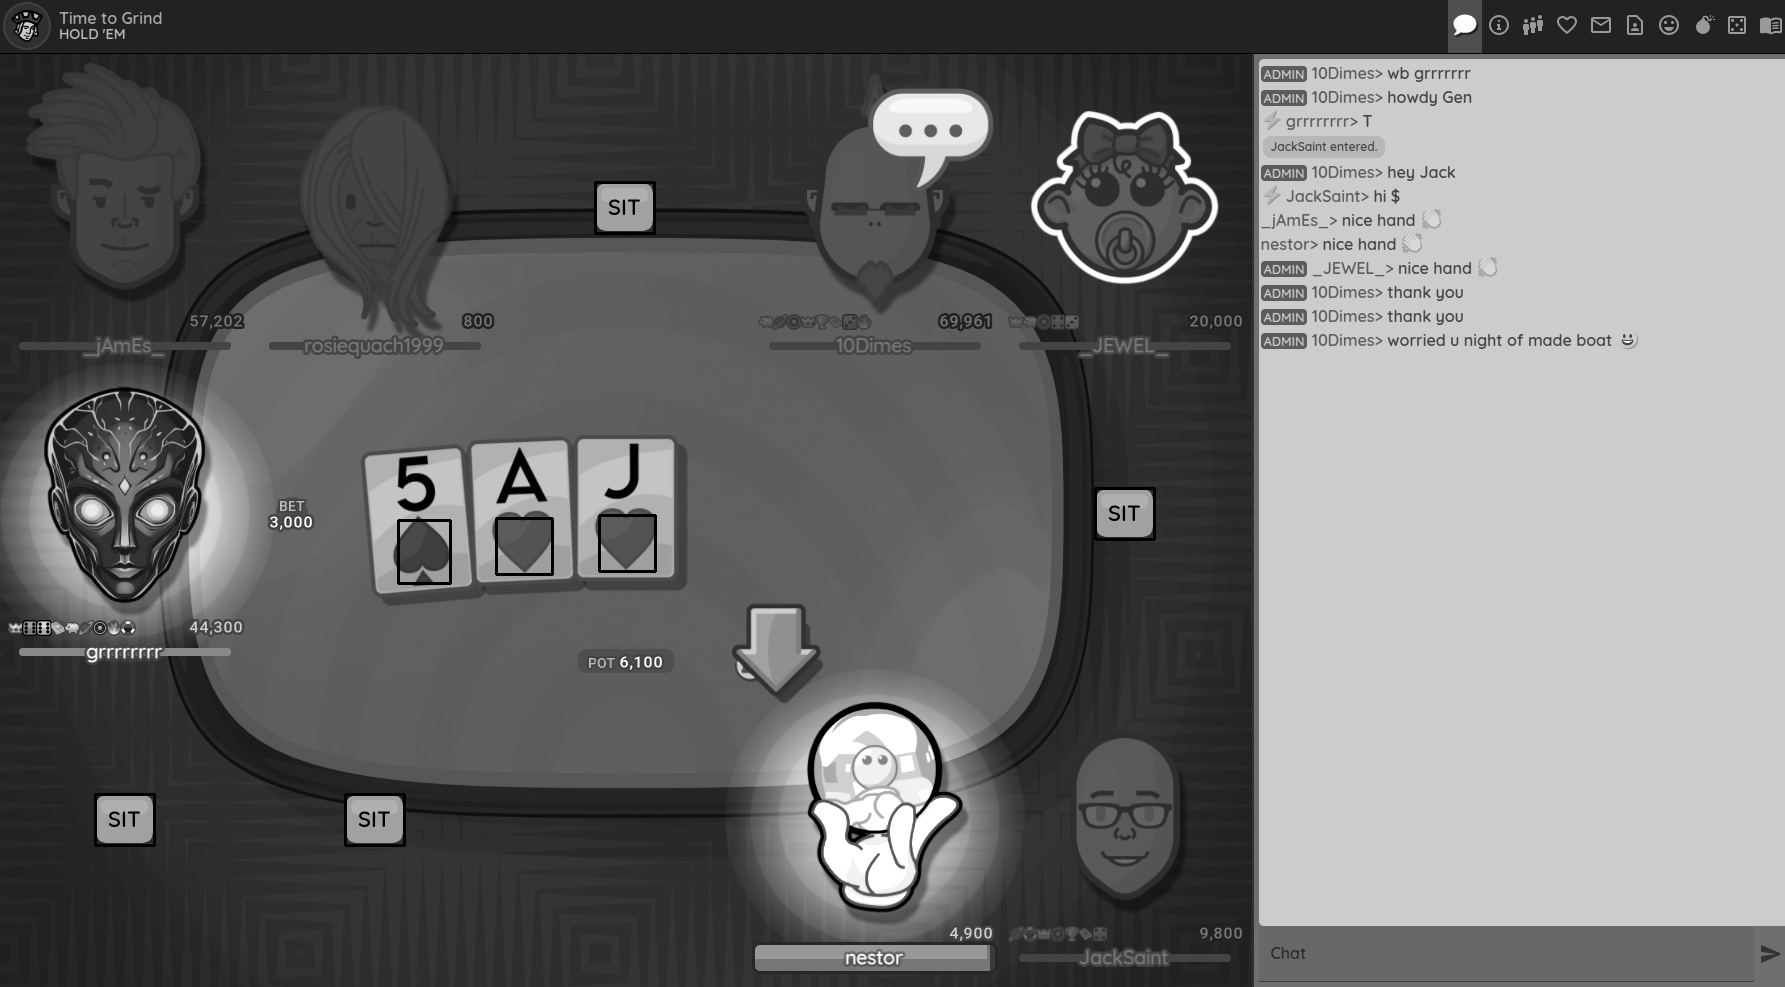 Time to Grind
HOLD 'EM
SIT
57,202
_jAmEs_
800
rosiequach1999
69,961
10Dimes
20,000
_JEWEL_
BET
3,000
5
A
J
SIT
44,300
grrrrrrrr
POT 6,100
SIT
SIT
4,900
nestor
9,800
JackSaint
ADMIN 10Dimes> wb grrrrrrr
ADMIN 10Dimes> howdy Gen
grrrrrrrr> T
JackSaint entered.
ADMIN 10Dimes> hey Jack
JackSaint> hi $
_jAmEs_> nice hand
nestor> nice hand
ADMIN _JEWEL_> nice hand
ADMIN 10Dimes> thank you
ADMIN 10Dimes> thank you
ADMIN 10Dimes> worried u night of made boat
Chat